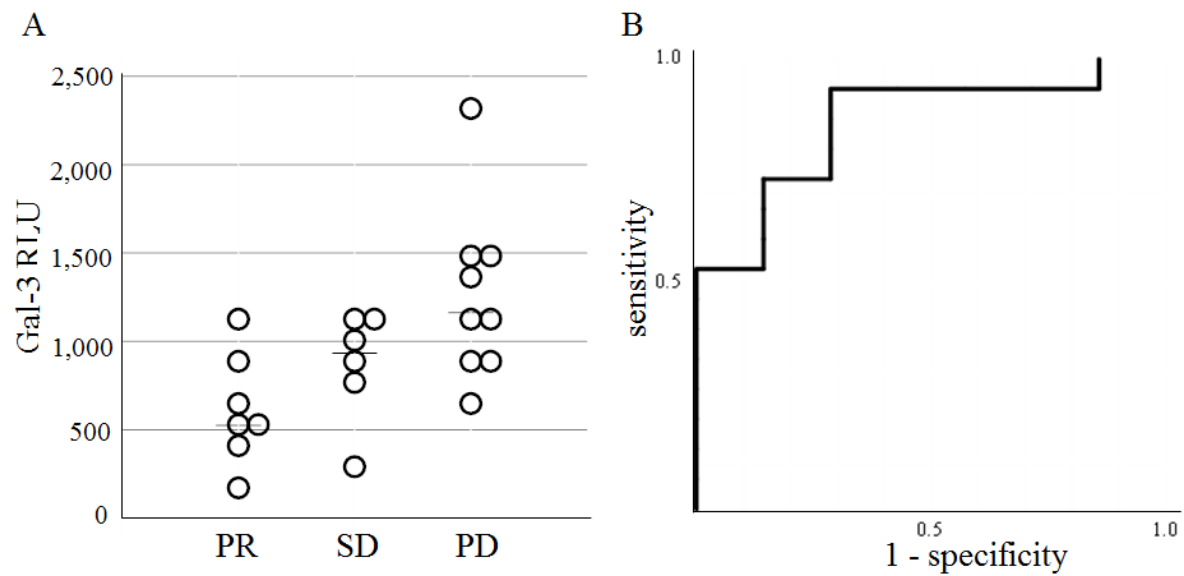 A
2,500
2,000
1,500
1,000
500
0
Gal-3 RLU
PR SD PD
B
1.0
0.5
sensitivity
0.5 1.0
1 - specificity